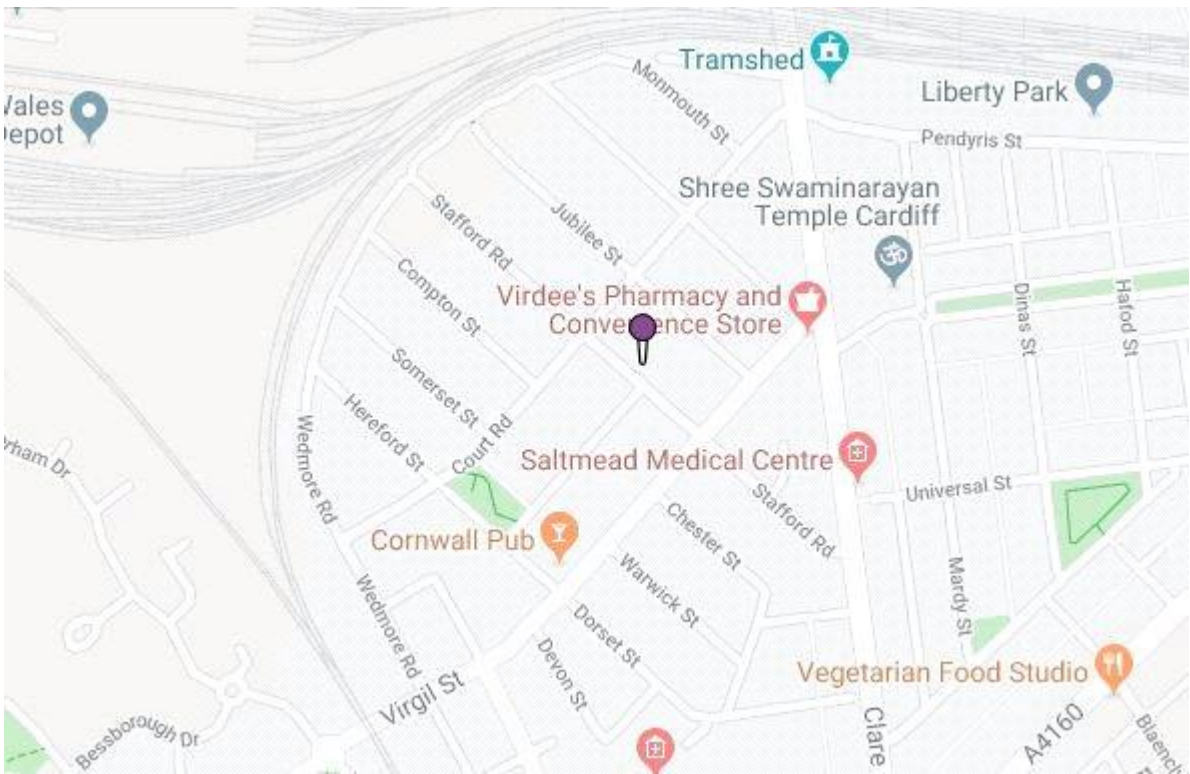 Tramshed
Monmouth St
Liberty Park
Wales
Depot
Pendyris St
Shree Swaminarayan
Temple Cardiff
Stafford Rd
Jubilee St
Compton St
Virdee's Pharmacy and
Convenience Store
Dinas St
Hafod St
Somerset St
Hereford St
Court Rd
Wedmore Rd
rham Dr
Saltmead Medical Centre
Stafford Rd
Universal St
Chester St
Cornwall Pub
Warwick St
Mardy St
Wedmore Rd
Dorset St
Devon St
Virgil St
Vegetarian Food Studio
Bessborough Dr
Clare
A4160
Blaencl